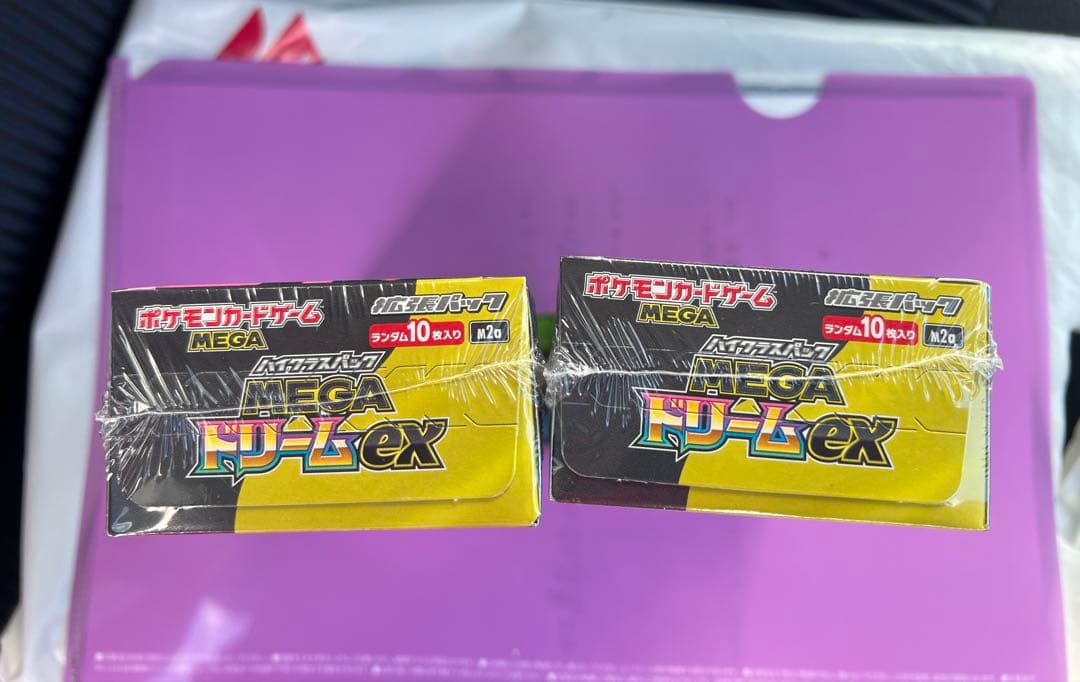 ポケモンカードゲーム
MEGA
拡張パック
ランダム10枚入り M2a
ハイクラスパック
MEGA
ドリームex
ポケモンカードゲーム
MEGA
拡張パック
ランダム10枚入り M2a
ハイクラスパック
MEGA
ドリームex